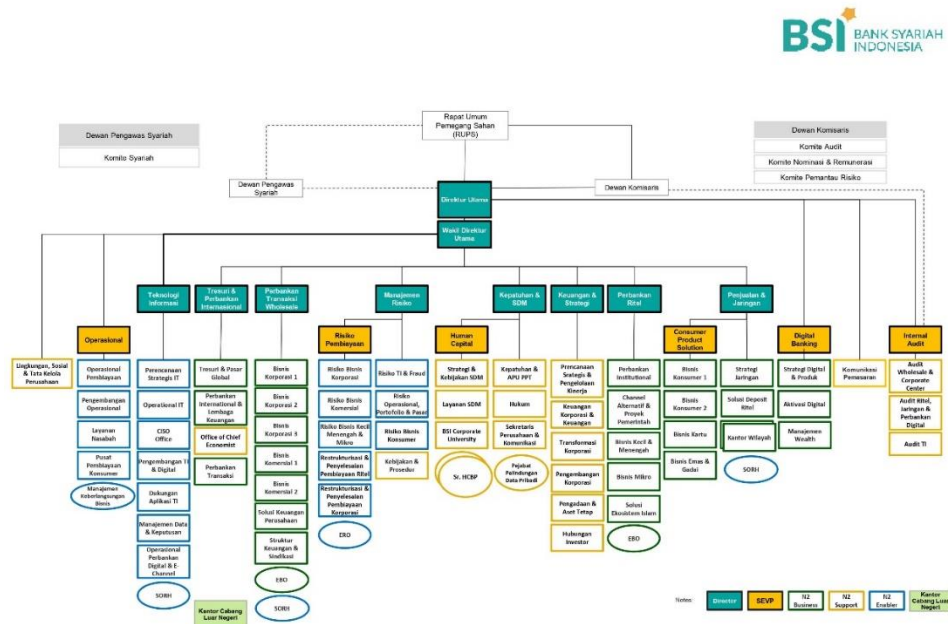 BSI BANK SYARIAH
INDONESIA
Rapat Umum
Pemegang Saham
(RUPS)
Dewan Pengawas Syariah
Komite Syariah
Dewan Komisaris
Komite Audit
Komite Nominasi & Remunerasi
Komite Pemantau Risiko
Dewan Pengawas
Syariah
Dewan Komisaris
Direktur Utama
Wakil Direktur
Utama
Teknologi
Informasi
Tresuri &
Perbankan
Internasional
Perbankan
Transaksi
Wholesale
Manajemen
Risiko
Kepatuhan &
SDM
Keuangan &
Strategi
Perbankan
Ritel
Penjualan &
Jaringan
Operasional
Risiko
Pembiayaan
Human
Capital
Consumer
Product
Solution
Digital
Banking
Internal
Audit
Lingkungan, Sosial
& Tata Kelola
Perusahaan
Operasional
Pembiayaan
Pengembangan
Operasional
Layanan
Nasabah
Pusat
Pembiayaan
Konsumer
Manajemen
Keberlangsungan
Bisnis
Perencanaan
Strategis IT
Operational IT
CISO
Office
Pengembangan TI
& Digital
Dukungan
Aplikasi TI
Manajemen Data
& Keputusan
Operasional
Perbankan
Digital & E-
Channel
SORH
Tresuri & Pasar
Global
Perbankan
International &
Lembaga
Keuangan
Office of Chief
Economist
Perbankan
Transaksi
Kantor Cabang
Luar Negeri
Bisnis
Korporasi 1
Bisnis
Korporasi 2
Bisnis
Korporasi 3
Bisnis
Komersial 1
Bisnis
Komersial 2
Solusi Keuangan
Perusahaan
Struktur
Keuangan &
Sindikasi
EBO
SORH
Risiko Bisnis
Korporasi
Risiko Bisnis
Komersial
Risiko Bisnis Kecil
Menengah &
Mikro
Restrukturisasi &
Penyelesaian
Pembiayaan Ritel
Restrukturisasi &
Penyelesaian
Pembiayaan
Korporasi
ERO
Risiko TI & Fraud
Risiko
Operasional,
Portofolio & Pasar
Risiko Bisnis
Konsumer
Kebijakan &
Prosedur
Strategi &
Kebijakan SDM
Layanan SDM
BSI Corporate
University
Sr. HCBP
Kepatuhan &
APU PPT
Hukum
Sekretaris
Perusahaan &
Komunikasi
Pejabat
Pelindungan
Data Pribadi
Perencanaan
Strategis &
Pengelolaan
Kinerja
Keuangan
Korporasi &
Keuangan
Transformasi
Korporasi
Pengembangan
Korporasi
Pengadaan &
Aset Tetap
Hubungan
Investor
Perbankan
Institutional
Channel
Alternatif &
Proyek
Pemerintah
Bisnis Kecil &
Menengah
Bisnis Mikro
Solusi
Ekosistem Islam
EBO
Bisnis
Konsumer 1
Bisnis
Konsumer 2
Bisnis Kartu
Bisnis Emas &
Gadai
Strategi
Jaringan
Solusi Deposit
Ritel
Kantor Wilayah
SORH
Strategi Digital
& Produk
Aktivasi Digital
Manajemen
Wealth
Komunikasi
Pemasaran
Audit
Wholesale &
Corporate
Center
Audit Ritel,
Jaringan &
Perbankan
Digital
Audit TI
Notes
Director
SEVP
N2
Business
N2
Support
N2
Enabler
Kantor
Cabang Luar
Negeri